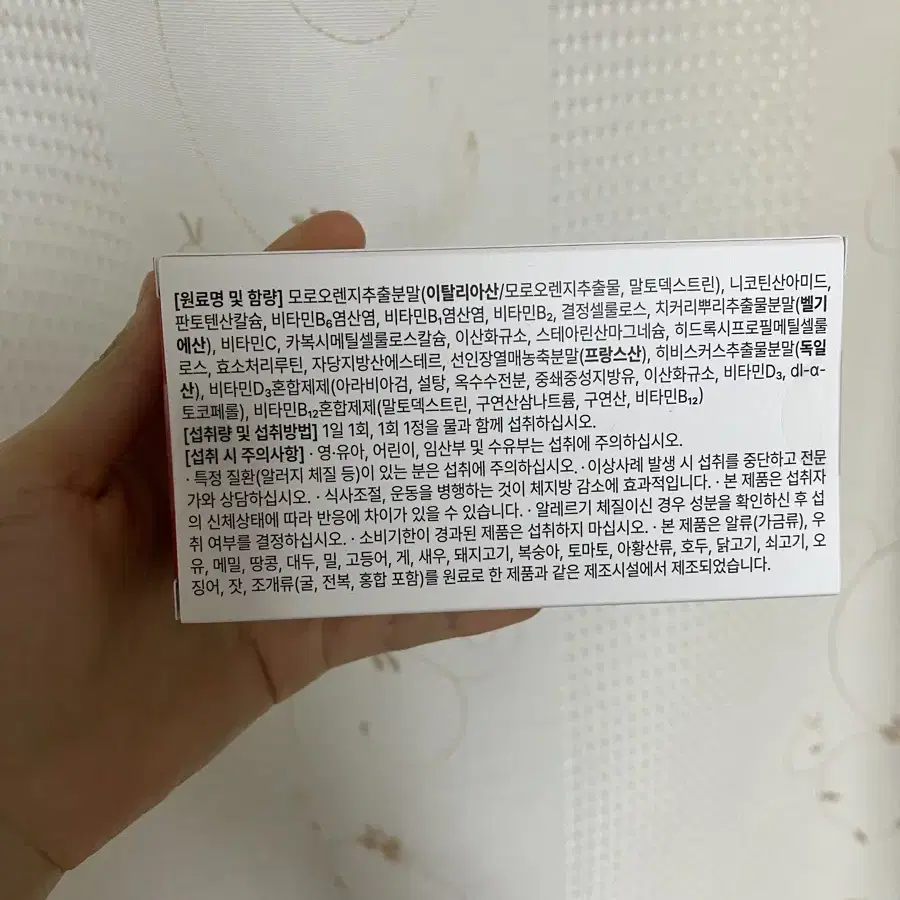 [원료명 및 함량] 모로오렌지추출분말(이탈리아산/모로오렌지추출물, 말토덱스트린), 니코틴산아미드,
판토텐산칼슘, 비타민B₆염산염, 비타민B₁염산염, 비타민B₂, 결정셀룰로스, 치커리뿌리추출물분말(벨기
에산), 비타민C, 카복시메틸셀룰로스칼슘, 이산화규소, 스테아린산마그네슘, 히드록시프로필메틸셀룰
로스, 효소처리루틴, 자당지방산에스테르, 선인장열매농축분말(프랑스산), 히비스커스추출물분말(독일
산), 비타민D₃혼합제제(아라비아검, 설탕, 옥수수전분, 중쇄중성지방유, 이산화규소, 비타민D₃, dl-α-
토코페롤), 비타민B₁₂혼합제제(말토덱스트린, 구연산삼나트륨, 구연산, 비타민B₁₂)
[섭취량 및 섭취방법] 1일 1회, 1회 1정을 물과 함께 섭취하십시오.
[섭취 시 주의사항] · 영·유아, 어린이, 임산부 및 수유부는 섭취에 주의하십시오.
· 특정 질환(알러지 체질 등)이 있는 분은 섭취에 주의하십시오. · 이상사례 발생 시 섭취를 중단하고 전문
가와 상담하십시오. · 식사조절, 운동을 병행하는 것이 체지방 감소에 효과적입니다. · 본 제품은 섭취자
의 신체상태에 따라 반응에 차이가 있을 수 있습니다. · 알레르기 체질이신 경우 성분을 확인하신 후 섭
취 여부를 결정하십시오. · 소비기한이 경과된 제품은 섭취하지 마십시오. · 본 제품은 알류(가금류), 우
유, 메밀, 땅콩, 대두, 밀, 고등어, 게, 새우, 돼지고기, 복숭아, 토마토, 아황산류, 호두, 닭고기, 쇠고기, 오
징어, 잣, 조개류(굴, 전복, 홍합 포함)를 원료로 한 제품과 같은 제조시설에서 제조되었습니다.